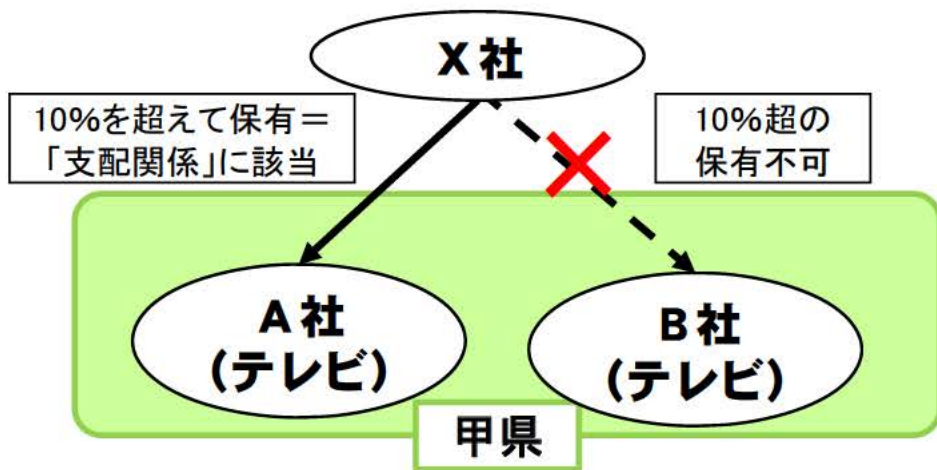 X社
10%を超えて保有＝
「支配関係」に該当
10%超の
保有不可
A社
(テレビ)
B社
(テレビ)
甲県